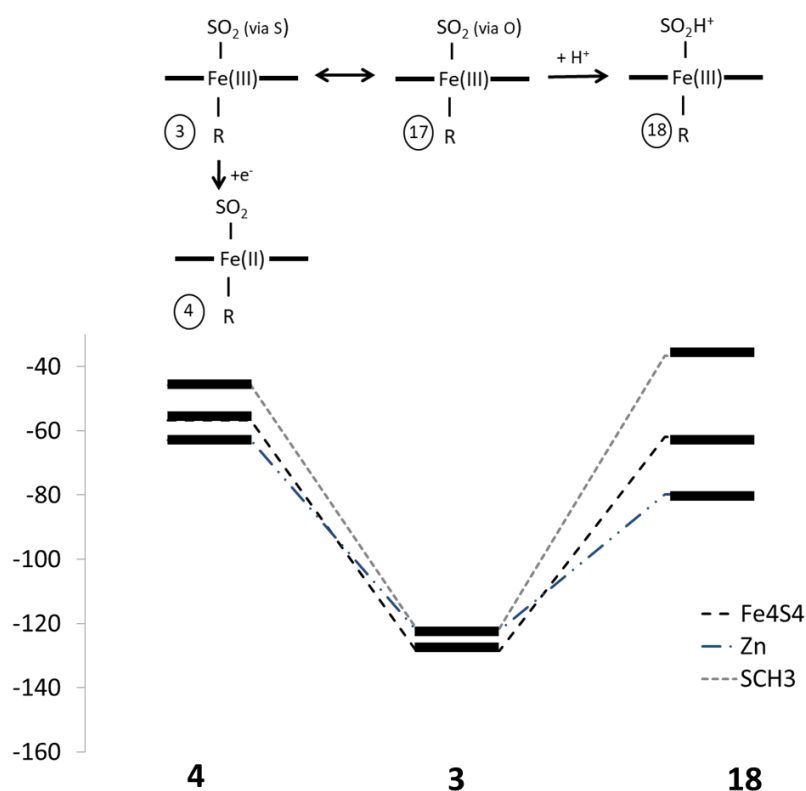 SO2 (via S) SO2 (via O) SO2H+
Fe(III) Fe(III) + H+ Fe(III)
3 R 17 R 18 R
+e-
SO2
Fe(II)
4 R
-40
-60
-80
-100
-120
-140
-160
Fe4S4
Zn
SCH3
4 3 18